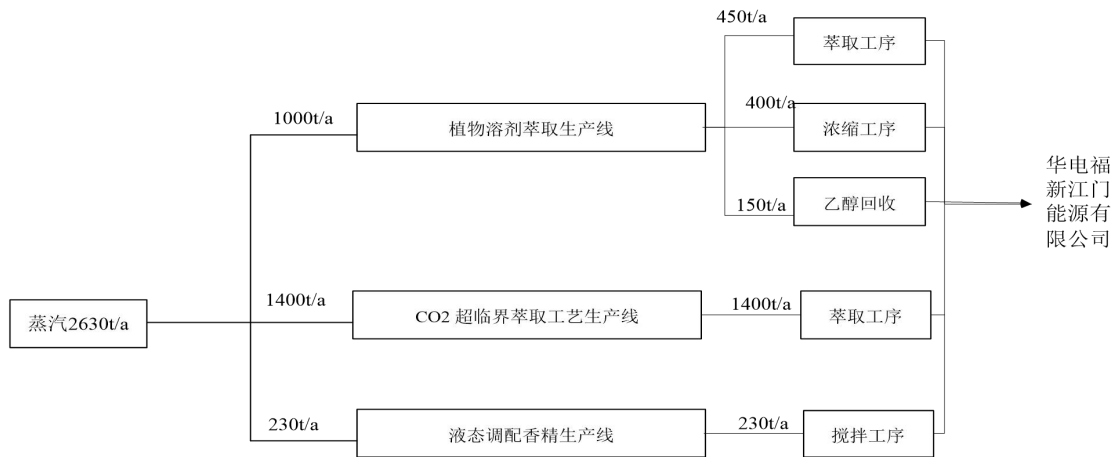 450t/a
萃取工序
1000t/a
植物溶剂萃取生产线
400t/a
浓缩工序
150t/a
乙醇回收
华电福
新江门
能源有
限公司
蒸汽2630t/a
1400t/a
CO2 超临界萃取工艺生产线
1400t/a
萃取工序
230t/a
液态调配香精生产线
230t/a
搅拌工序